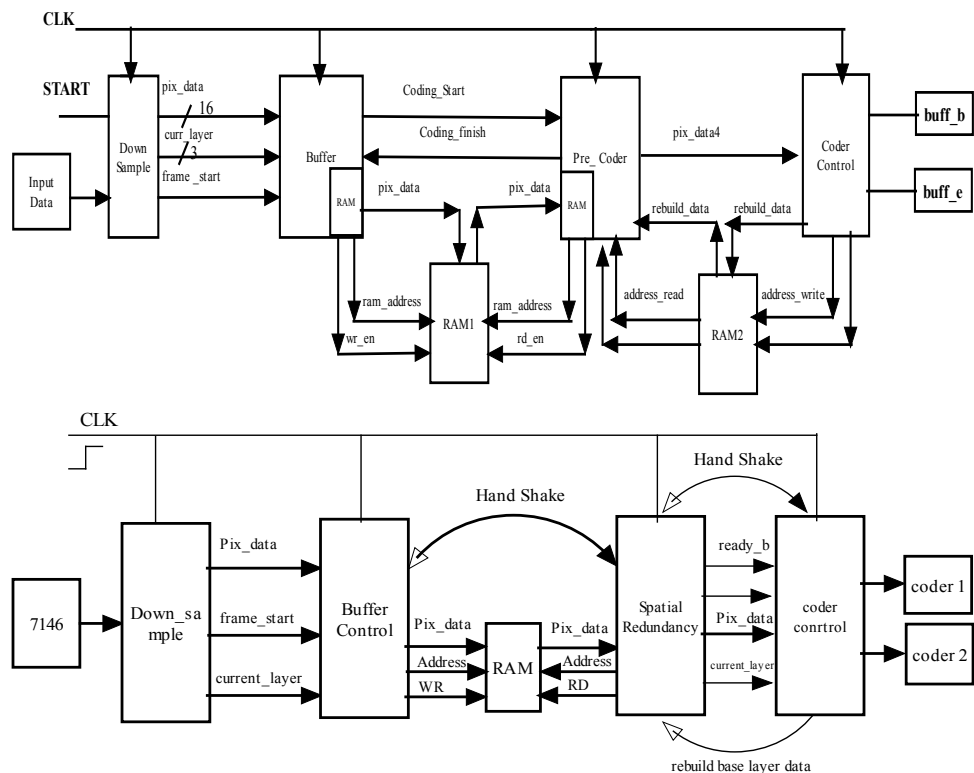 CLK
START
pix_data
16
curr_layer
3
frame_start
Input
Data
Down
Sample
Buffer
RAM
Coding_Start
Coding_finish
pix_data
pix_data
Pre_Coder
RAM
pix_data4
Coder
Control
buff_b
buff_e
rebuild_data
rebuild_data
ram_address
wr_en
RAM1
ram_address
rd_en
address_read
RAM2
address_write
CLK
Hand Shake
Hand Shake
7146
Down_sa
mple
Pix_data
frame_start
current_layer
Buffer
Control
Pix_data
Address
WR
RAM
Pix_data
Address
RD
Spatial
Redundancy
ready_b
Pix_data
current_layer
coder
conrtrol
coder 1
coder 2
rebuild base layer data